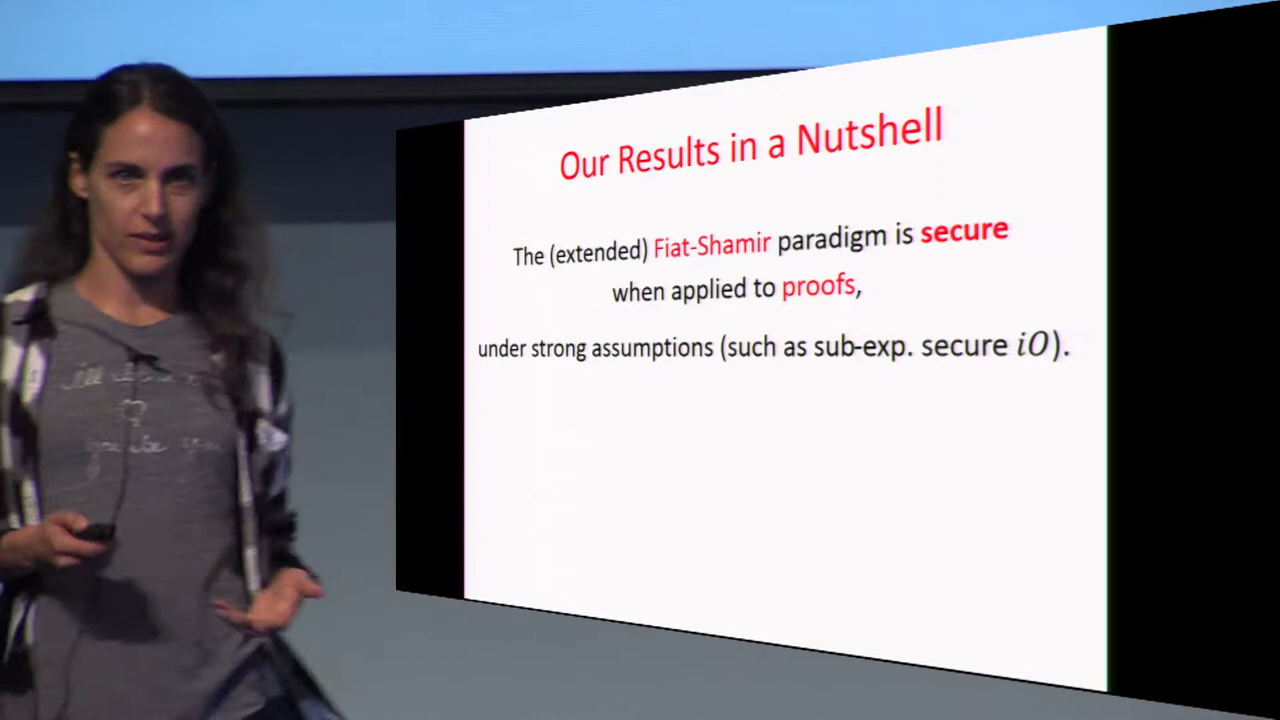 Our Results in a Nutshell
The (extended) Fiat-Shamir paradigm is secure
when applied to proofs,
under strong assumptions (such as sub-exp. secure iO).